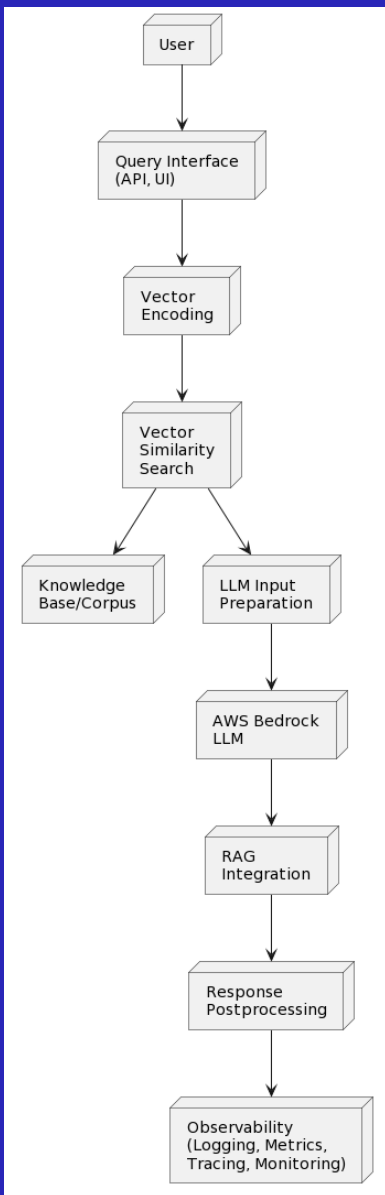 User
Query Interface
(API, UI)
Vector
Encoding
Vector
Similarity
Search
Knowledge
Base/Corpus
LLM Input
Preparation
AWS Bedrock
LLM
RAG
Integration
Response
Postprocessing
Observability
(Logging, Metrics,
Tracing, Monitoring)